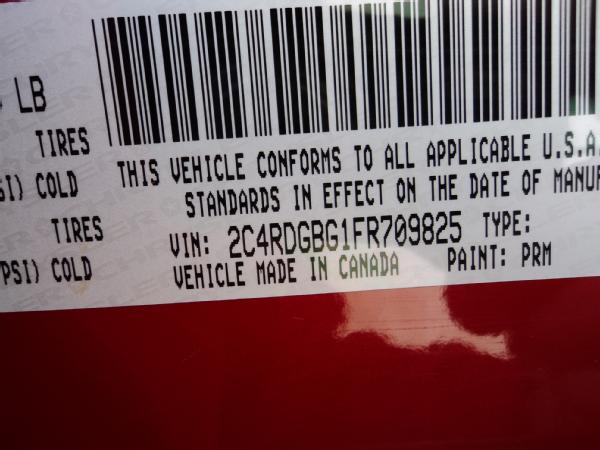 LB
TIRES
COLD
TIRES
COLD
THIS VEHICLE CONFORMS TO ALL APPLICABLE U.S.A.
STANDARDS IN EFFECT ON THE DATE OF MANUF
VIN: 2C4RDGBG1FR709825 TYPE:
VEHICLE MADE IN CANADA PAINT: PRM